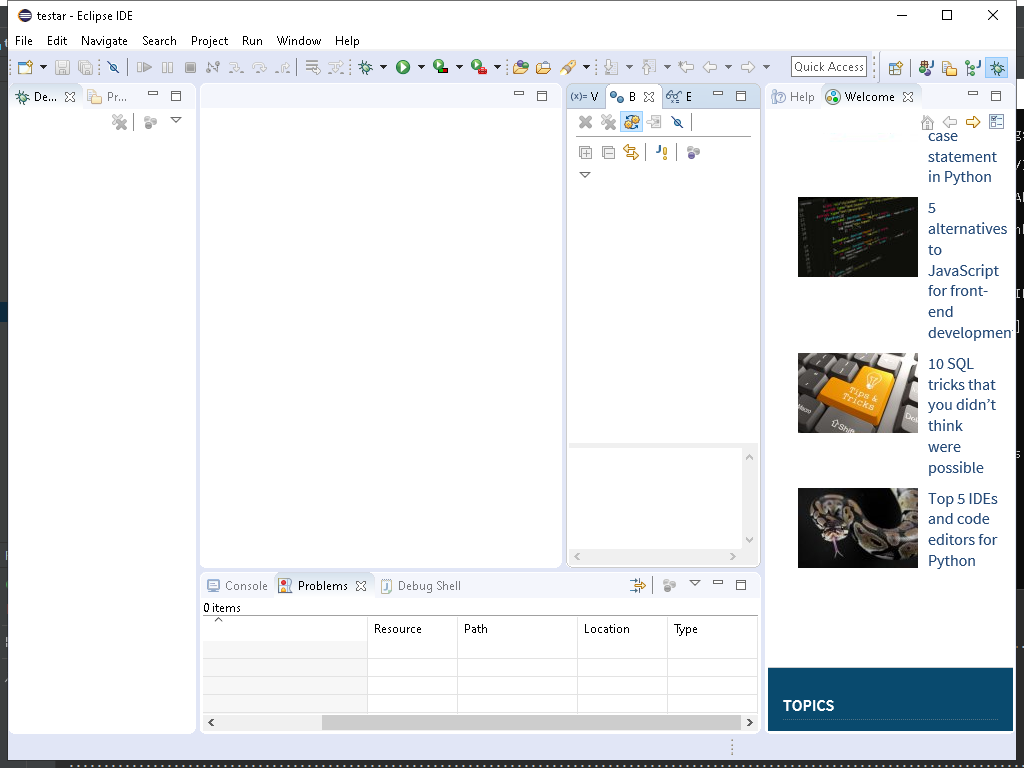 testar - Eclipse IDE
File Edit Navigate Search Project Run Window Help
Quick Access
De...
Pr...
(x)= V
B
E
Help
Welcome
case
statement
in Python
5
alternatives
to
JavaScript
for front-
end
developmen
10 SQL
tricks that
you didn't
think
were
possible
Tips &
Tricks
Shift
Top 5 IDEs
and code
editors for
Python
Console
Problems
Debug Shell
0 items
Resource Path Location Type
TOPICS